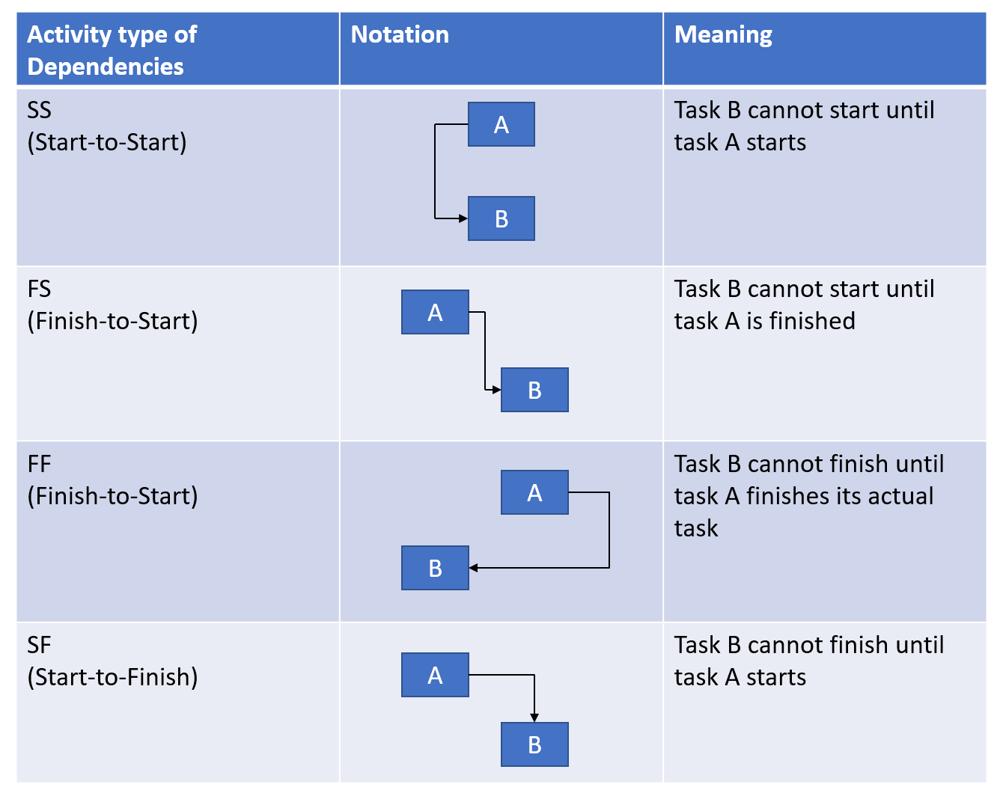 Activity type of
Dependencies
Notation
Meaning
SS
(Start-to-Start)
A
B
Task B cannot start until
task A starts
FS
(Finish-to-Start)
A
B
Task B cannot start until
task A is finished
FF
(Finish-to-Start)
A
B
Task B cannot finish until
task A finishes its actual
task
SF
(Start-to-Finish)
A
B
Task B cannot finish until
task A starts